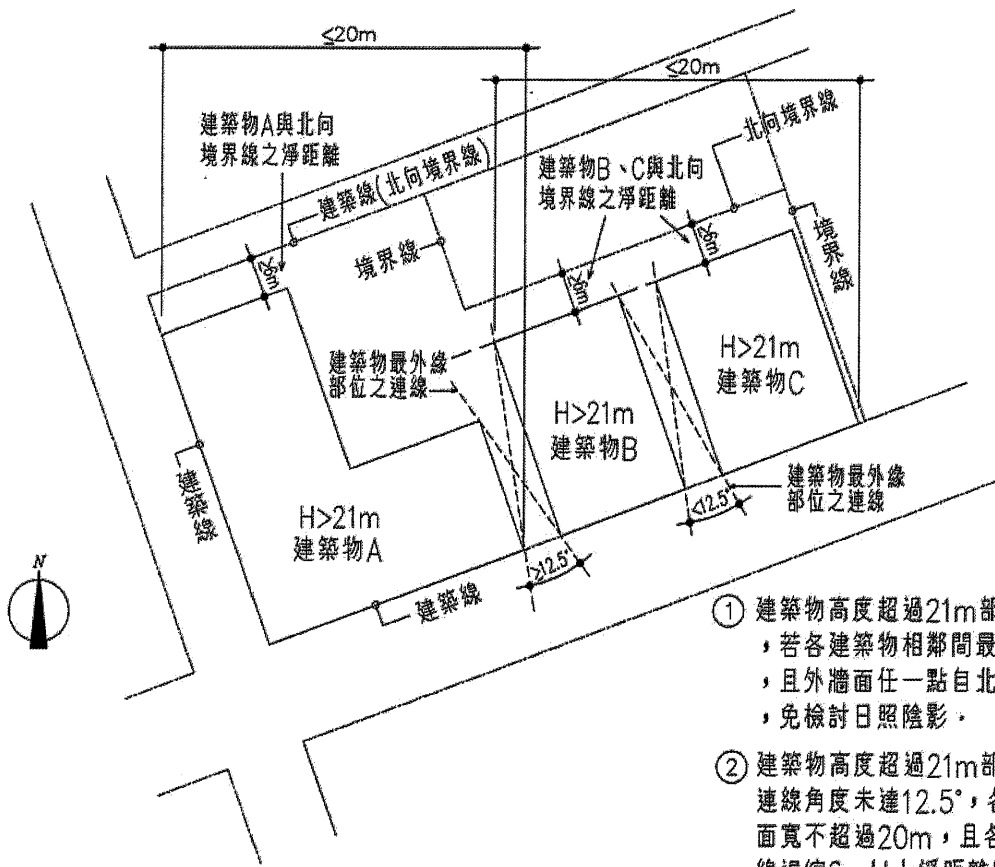 ≤20m
≤20m
建築物A與北向
境界線之淨距離
北向境界線
建築物B、C與北向
境界線之淨距離
建築線(北向境界線)
境界線
境界線
≥6m
≥6m
≥6m
建築物最外緣
部位之連線
H>21m
建築物C
H>21m
建築物B
建築線
建築物最外緣
部位之連線
H>21m
建築物A
<12.5°
≥12.5°
N
建築線
① 建築物高度超過21m部
，若各建築物相鄰間最
，且外牆面任一點自北
，免檢討日照陰影。
② 建築物高度超過21m部
連線角度未達12.5°，各
面寬不超過20m，且各